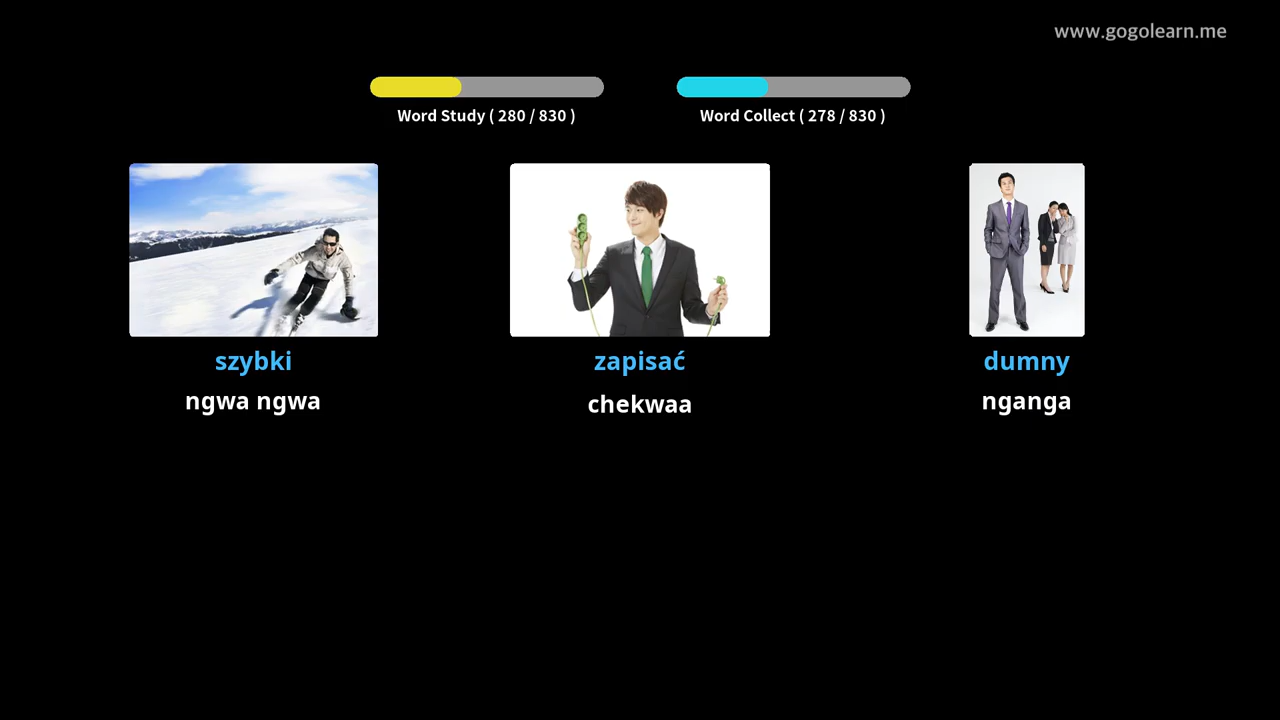 www.gogolearn.me
Word Study ( 280 / 830 )
Word Collect ( 278 / 830 )
szybki
zapisać
dumny
ngwa ngwa
chekwaa
nganga